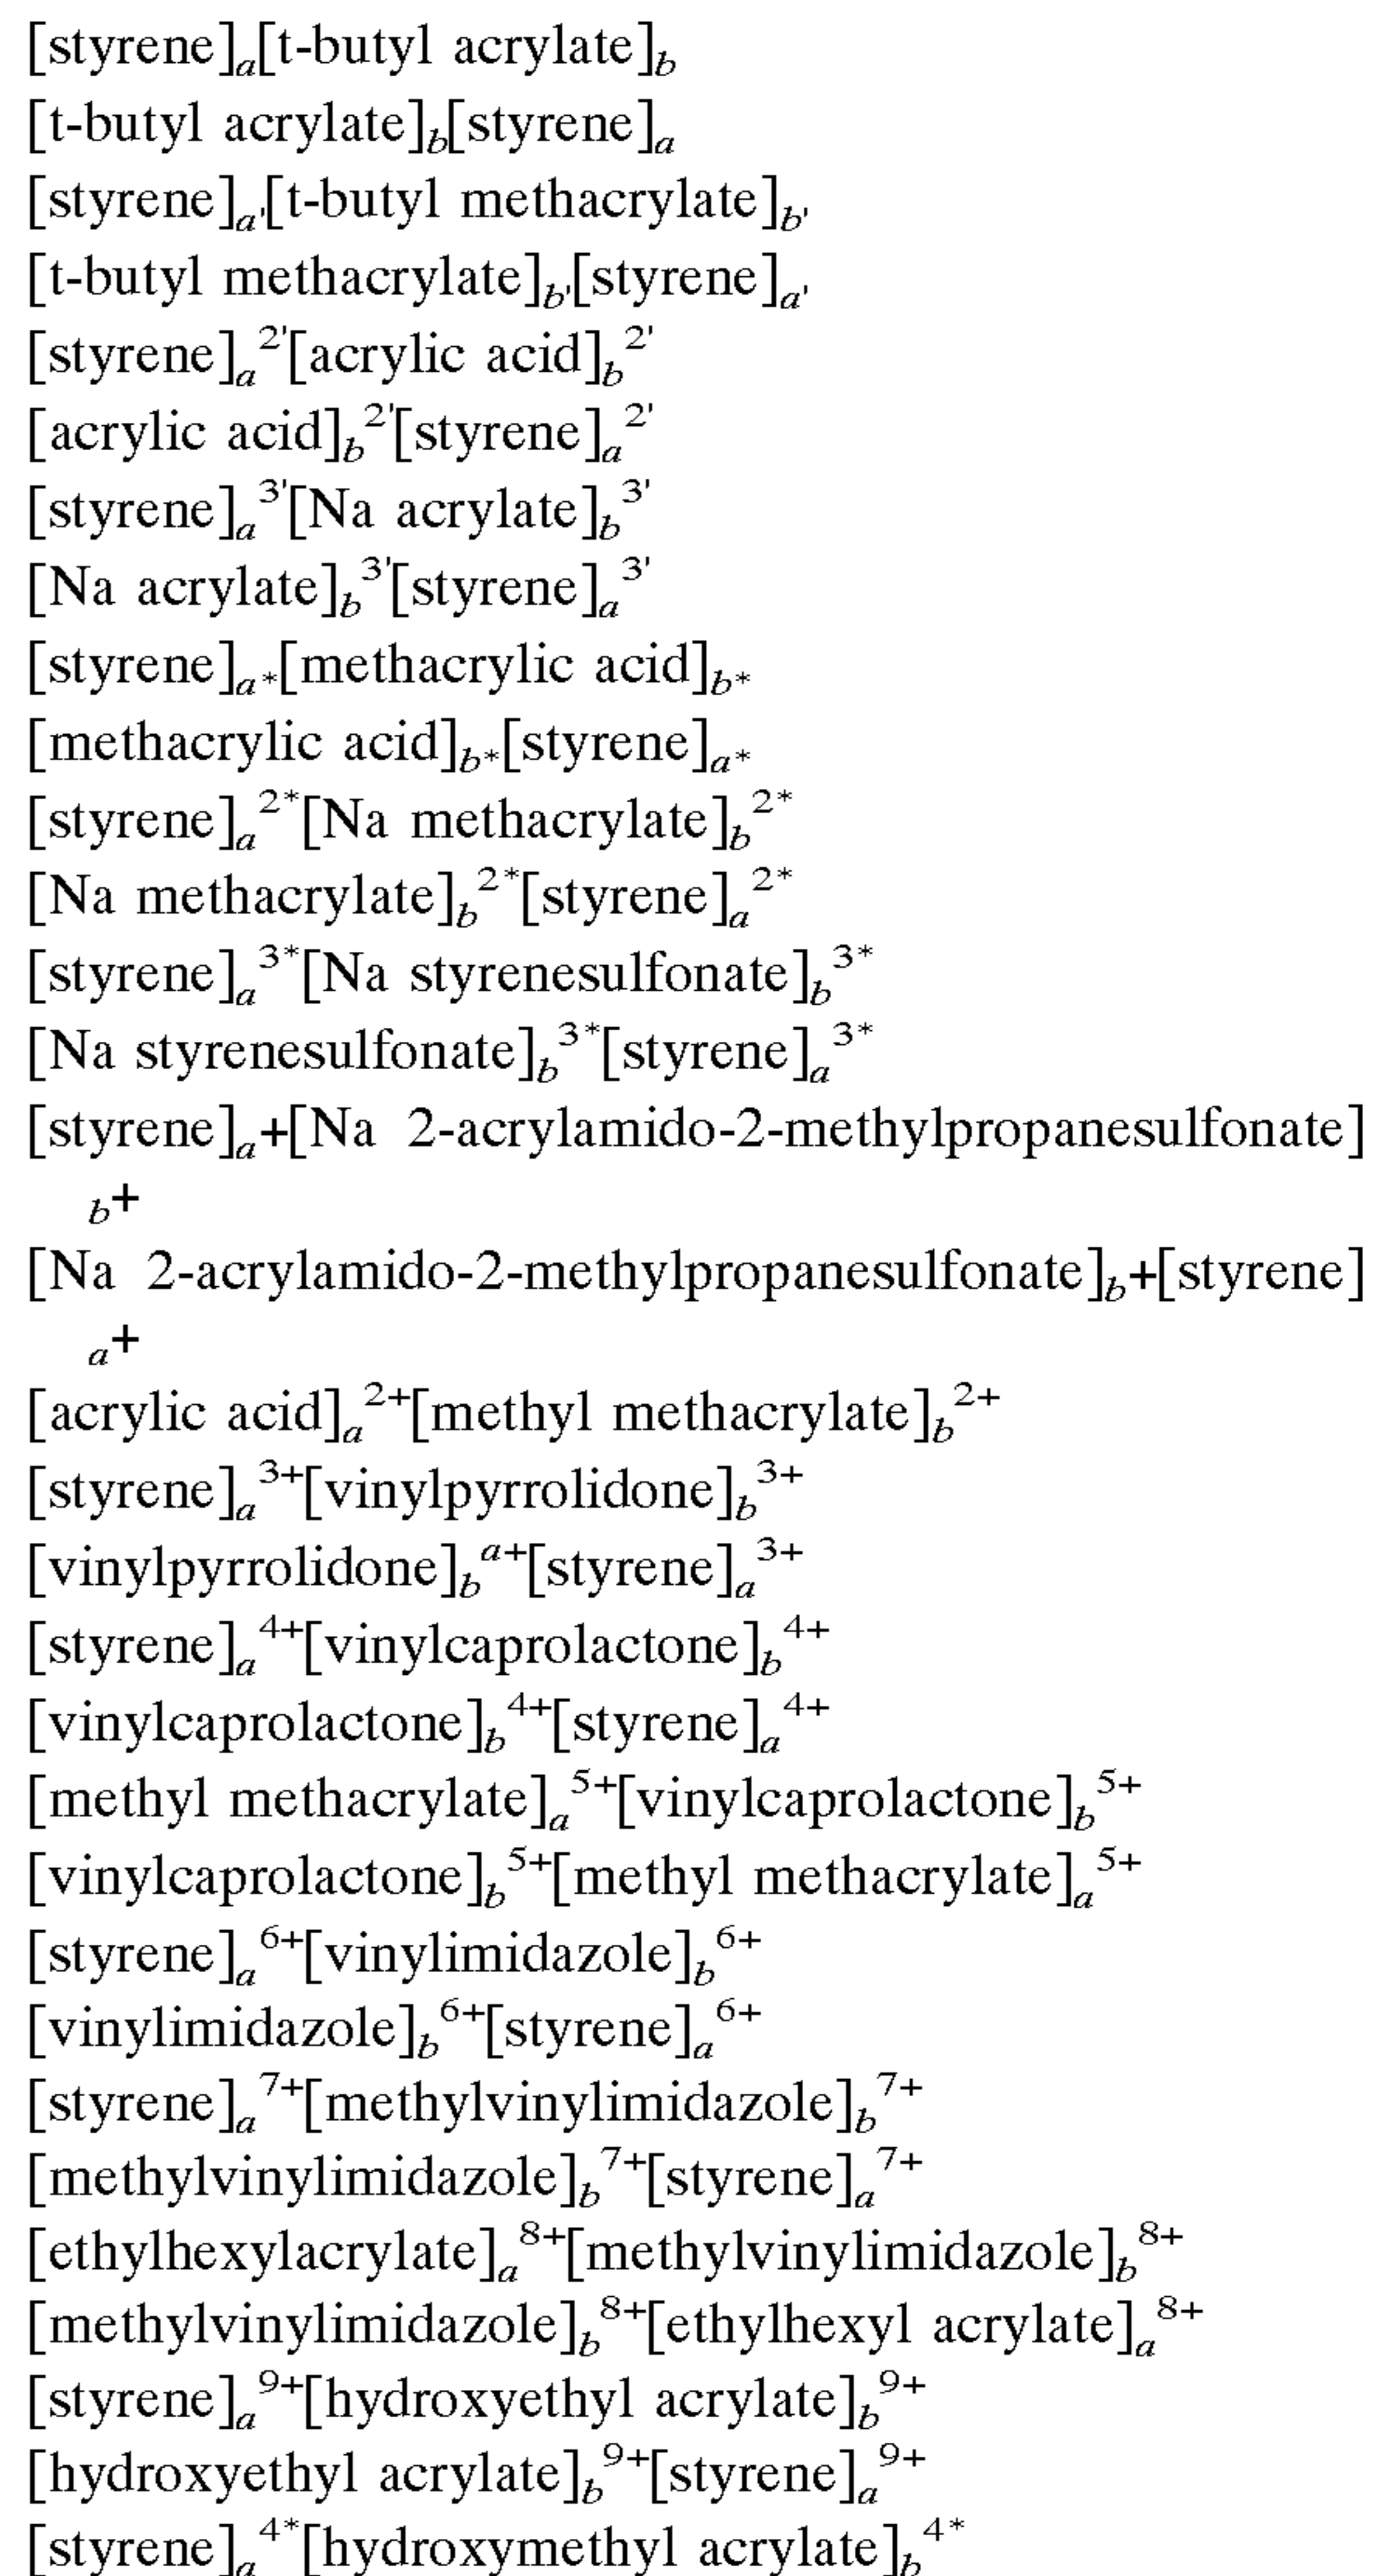 [styrene]a[t-butyl acrylate]b
[t-butyl acrylate]b[styrene]a
[styrene]a'[t-butyl methacrylate]b'
[t-butyl methacrylate]b'[styrene]a'
[styrene]a2'[acrylic acid]b2'
[acrylic acid]b2'[styrene]a2'
[styrene]a3'[Na acrylate]b3'
[Na acrylate]b3'[styrene]a3'
[styrene]a*[methacrylic acid]b*
[methacrylic acid]b*[styrene]a*
[styrene]a2*[Na methacrylate]b2*
[Na methacrylate]b2*[styrene]a2*
[styrene]a3*[Na styrenesulfonate]b3*
[Na styrenesulfonate]b3*[styrene]a3*
[styrene]a+[Na 2-acrylamido-2-methylpropanesulfonate]
b+
[Na 2-acrylamido-2-methylpropanesulfonate]b+[styrene]
a+
[acrylic acid]a2+[methyl methacrylate]b2+
[styrene]a3+[vinylpyrrolidone]b3+
[vinylpyrrolidone]ba+[styrene]a3+
[styrene]a4+[vinylcaprolactone]b4+
[vinylcaprolactone]b4+[styrene]a4+
[methyl methacrylate]a5+[vinylcaprolactone]b5+
[vinylcaprolactone]b5+[methyl methacrylate]a5+
[styrene]a6+[vinylimidazole]b6+
[vinylimidazole]b6+[styrene]a6+
[styrene]a7+[methylvinylimidazole]b7+
[methylvinylimidazole]b7+[styrene]a7+
[ethylhexylacrylate]a8+[methylvinylimidazole]b8+
[methylvinylimidazole]b8+[ethylhexyl acrylate]a8+
[styrene]a9+[hydroxyethyl acrylate]b9+
[hydroxyethyl acrylate]b9+[styrene]a9+
[styrene]a4*[hydroxymethyl acrylate]b4*